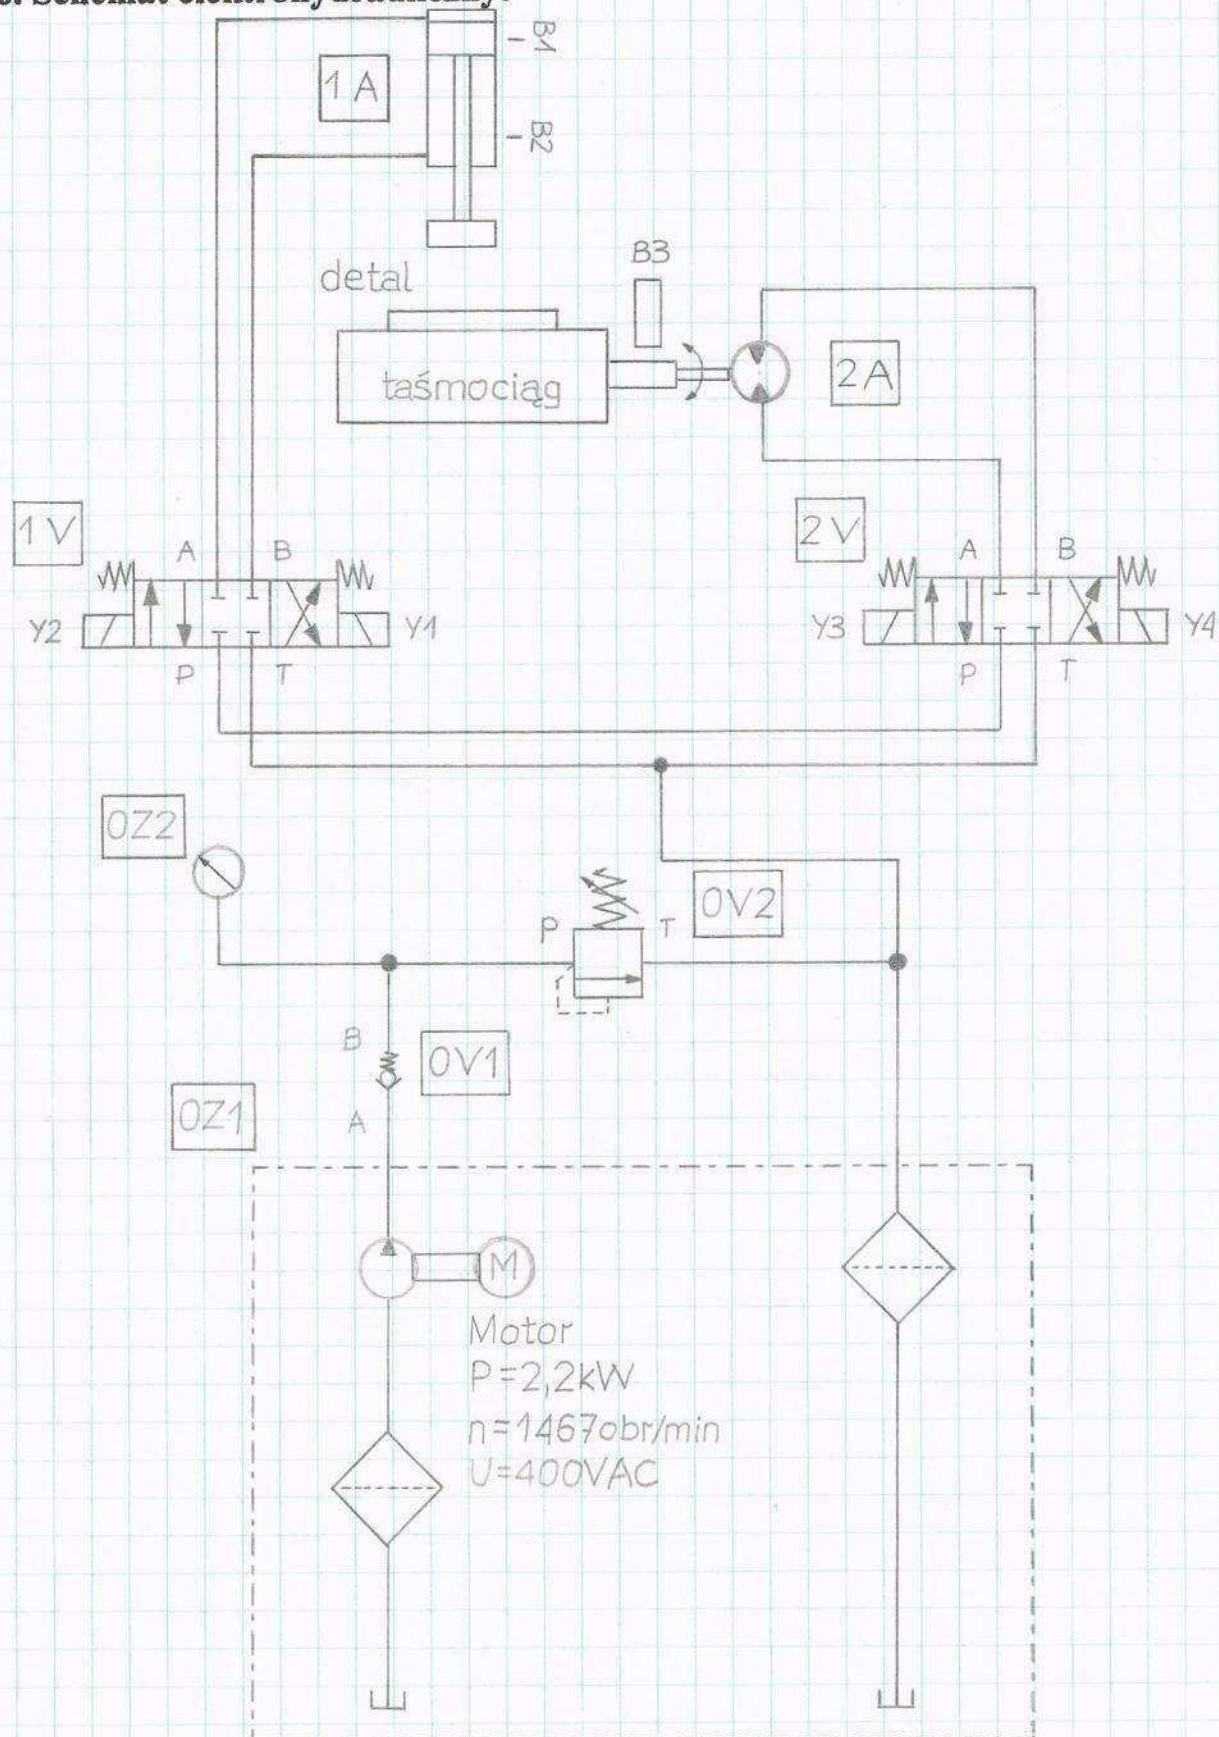 B1
1A
B2
B3
detal
2A
taśmociąg
1V
2V
A
B
A
B
Y2
Y1
Y3
Y4
P
T
P
T
0Z2
0V2
P
T
B
0V1
0Z1
A
M
Motor
P=2,2kW
n=1467obr/min
U=400VAC